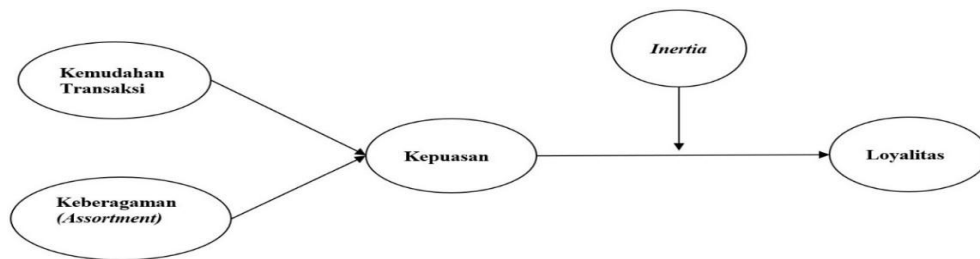 Inertia
Kemudahan
Transaksi
Kepuasan
Loyalitas
Keberagaman
(Assortment)